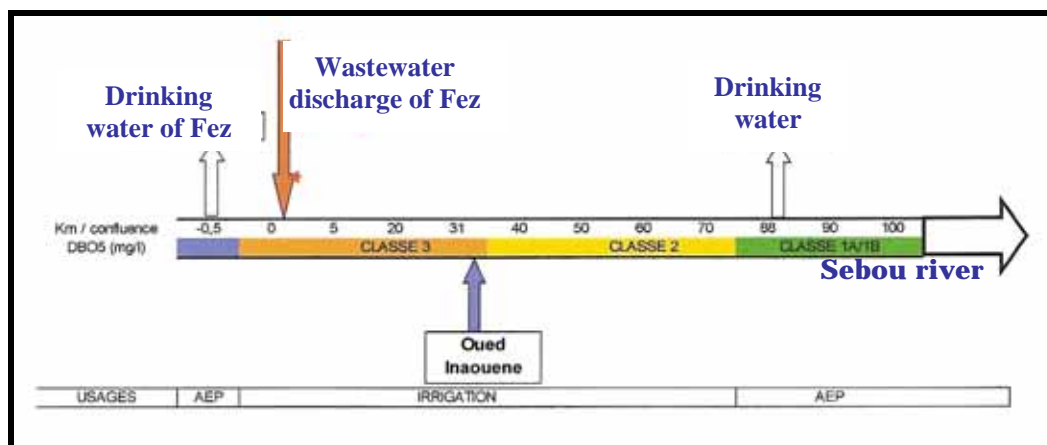 Drinking
water of Fez
Wastewater
discharge of Fez
Drinking
water
Km / confluence -0,5 0 5 20 31 40 50 60 70 88 90 100
DBO5 (mg/l) CLASSE 3 CLASSE 2 CLASSE 1A/1B
Sebou river
Oued
Inaouene
USAGES AEP IRRIGATION AEP